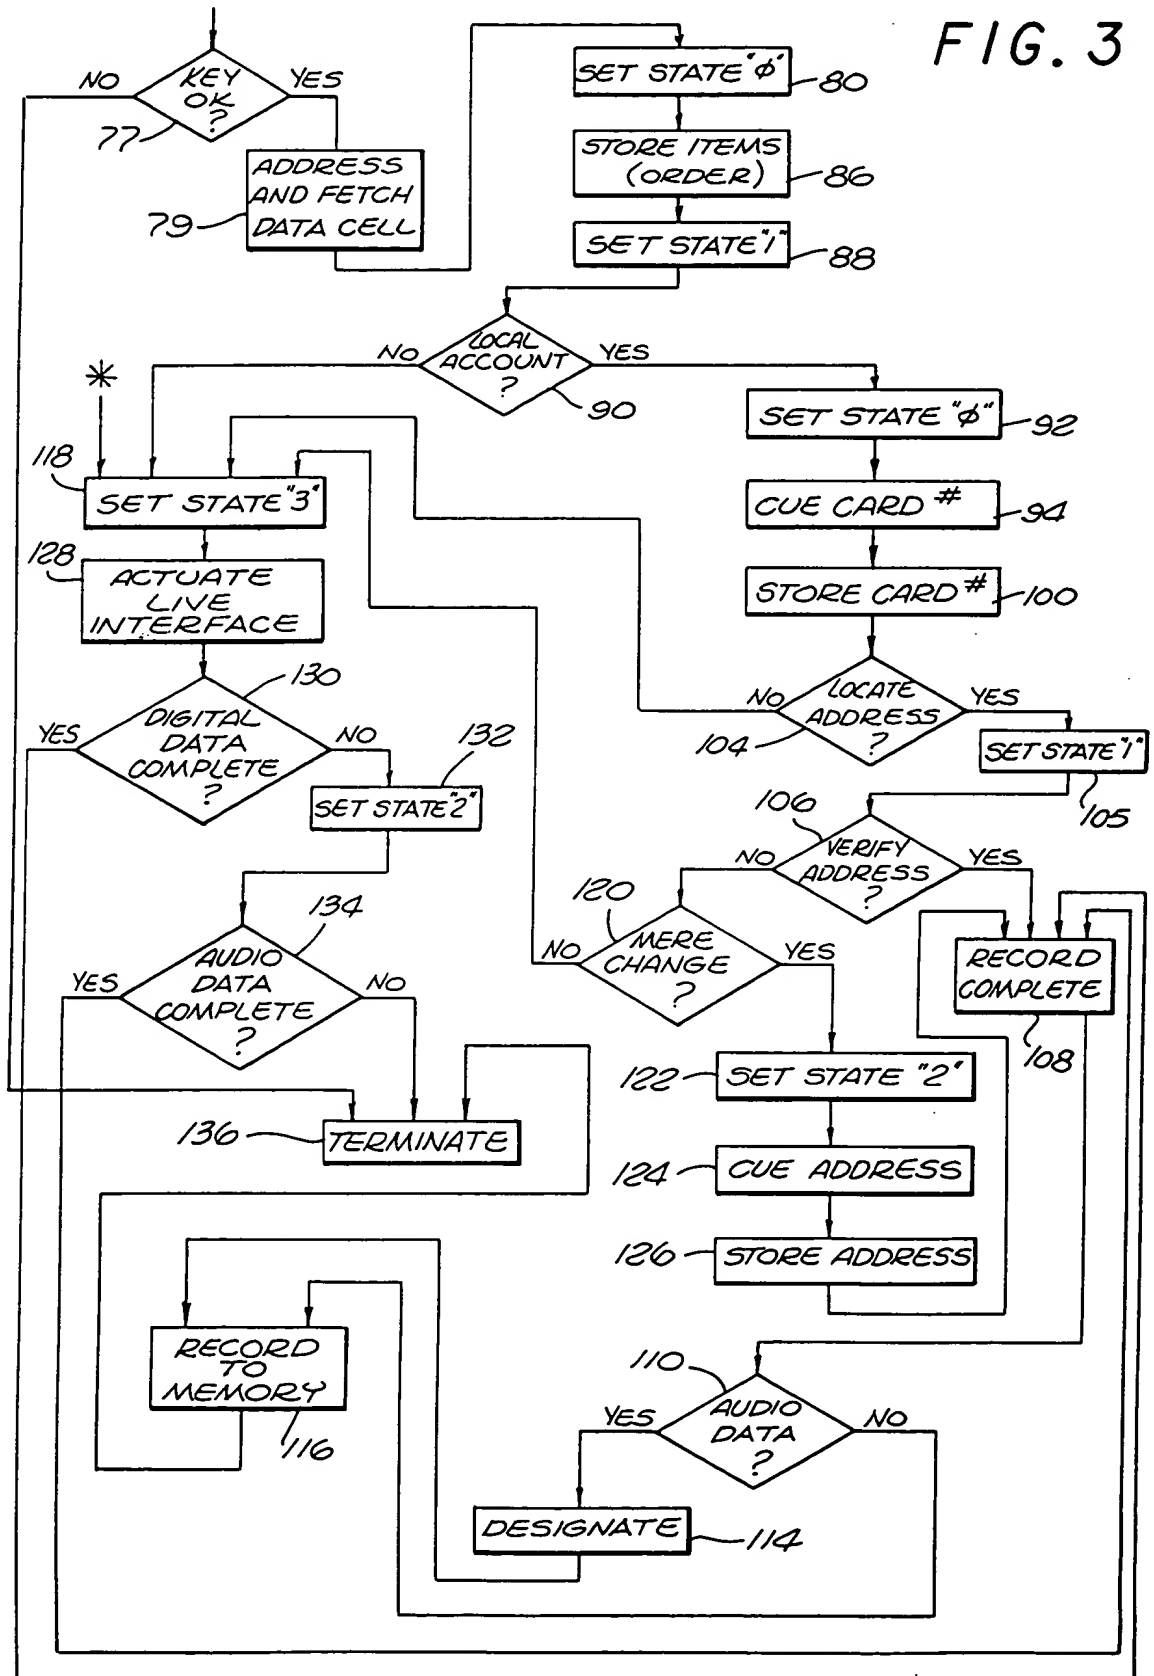 FIG. 3
KEY
OK
?
NO
YES
77
ADDRESS
AND FETCH
DATA CELL
79
SET STATE "φ"
80
STORE ITEMS
(ORDER)
86
SET STATE "1"
88
LOCAL
ACCOUNT
?
NO
YES
90
SET STATE "φ"
92
CUE CARD #
94
STORE CARD #
100
LOCATE
ADDRESS
?
NO
YES
104
SET STATE "1"
105
*
118
SET STATE "3"
128
ACTUATE
LIVE
INTERFACE
130
DIGITAL
DATA
COMPLETE
?
YES
NO
132
SET STATE "2"
134
AUDIO
DATA
COMPLETE
?
YES
NO
136
TERMINATE
106
VERIFY
ADDRESS
?
NO
YES
120
MERE
CHANGE
?
NO
YES
RECORD
COMPLETE
108
122
SET STATE "2"
124
CUE ADDRESS
126
STORE ADDRESS
RECORD
TO
MEMORY
116
110
AUDIO
DATA
?
YES
NO
DESIGNATE
114